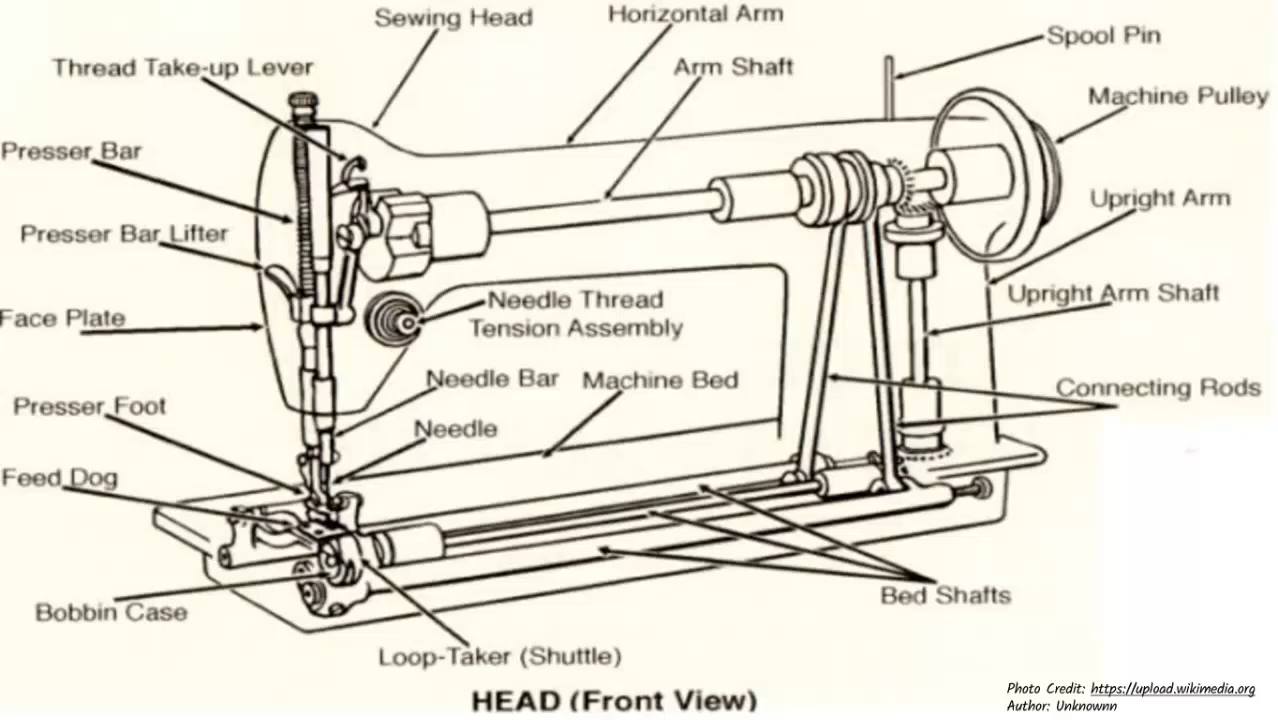 Sewing Head
Horizontal Arm
Spool Pin
Thread Take-up Lever
Arm Shaft
Machine Pulley
Presser Bar
Upright Arm
Presser Bar Lifter
Upright Arm Shaft
Face Plate
Needle Thread
Tension Assembly
Needle Bar
Machine Bed
Connecting Rods
Presser Foot
Needle
Feed Dog
Bed Shafts
Bobbin Case
Loop-Taker (Shuttle)
HEAD (Front View)
Photo Credit: https://upload.wikimedia.org
Author: Unknownn